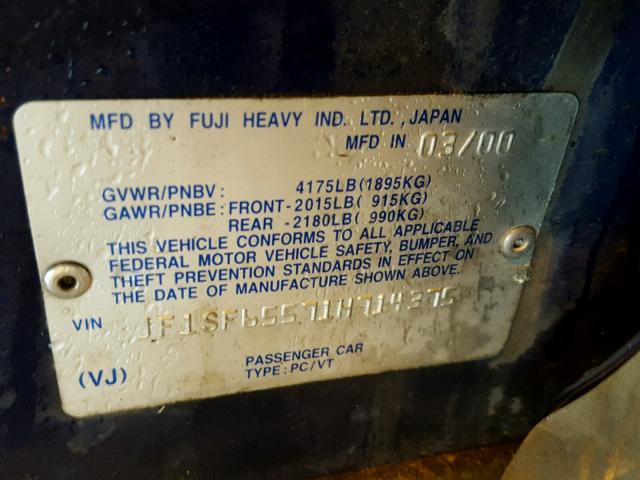 MFD BY FUJI HEAVY IND. LTD., JAPAN
MFD IN 03/00
GVWR/PNBV: 4175LB(1895KG)
GAWR/PNBE: FRONT-2015LB( 915KG)
REAR -2180LB( 990KG)
THIS VEHICLE CONFORMS TO ALL APPLICABLE
FEDERAL MOTOR VEHICLE SAFETY, BUMPER, AND
THEFT PREVENTION STANDARDS IN EFFECT ON
THE DATE OF MANUFACTURE SHOWN ABOVE.
VIN JF1SF65571H714375
PASSENGER CAR
(VJ) TYPE:PC/VT